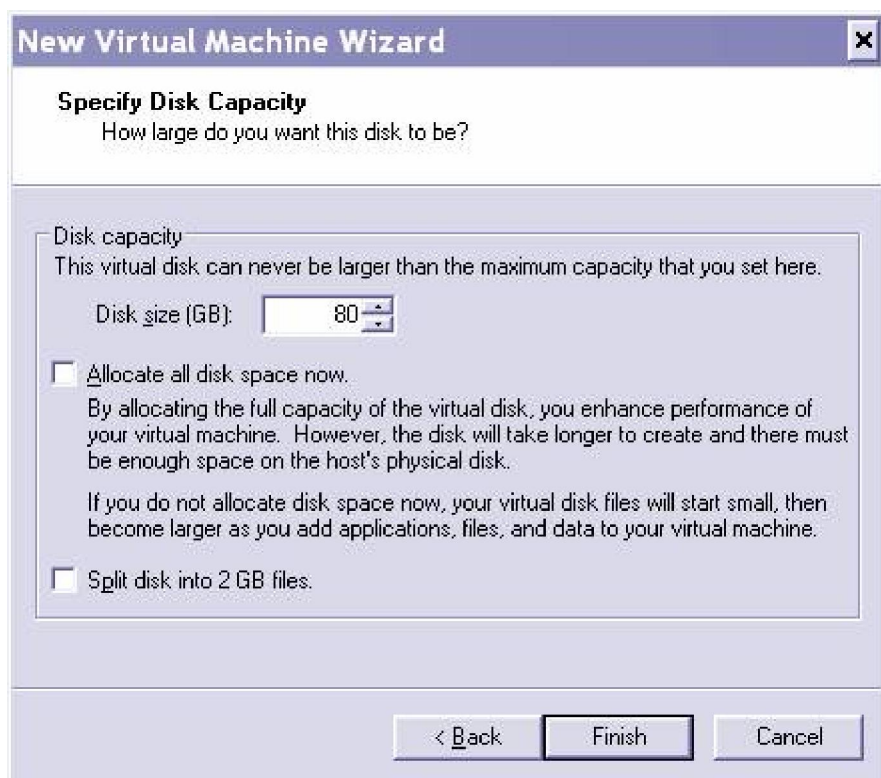 New Virtual Machine Wizard
Specify Disk Capacity
How large do you want this disk to be?
Disk capacity
This virtual disk can never be larger than the maximum capacity that you set here.
Disk size (GB): 80
Allocate all disk space now.
By allocating the full capacity of the virtual disk, you enhance performance of
your virtual machine. However, the disk will take longer to create and there must
be enough space on the host's physical disk.
If you do not allocate disk space now, your virtual disk files will start small, then
become larger as you add applications, files, and data to your virtual machine.
Split disk into 2 GB files.
< Back Finish Cancel